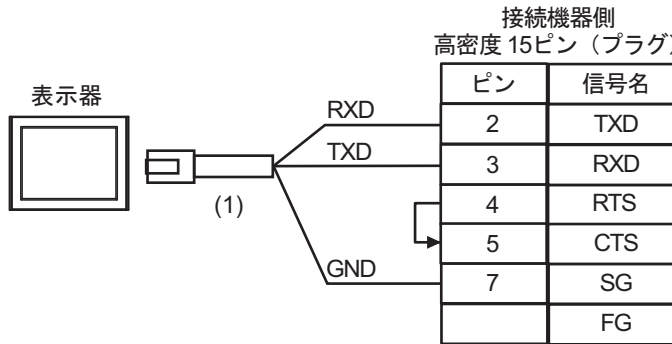 接続機器側
高密度 15ピン（プラグ）
表示器
ピン 信号名
RXD 2 TXD
TXD 3 RXD
(1)
4 RTS
5 CTS
GND 7 SG
FG